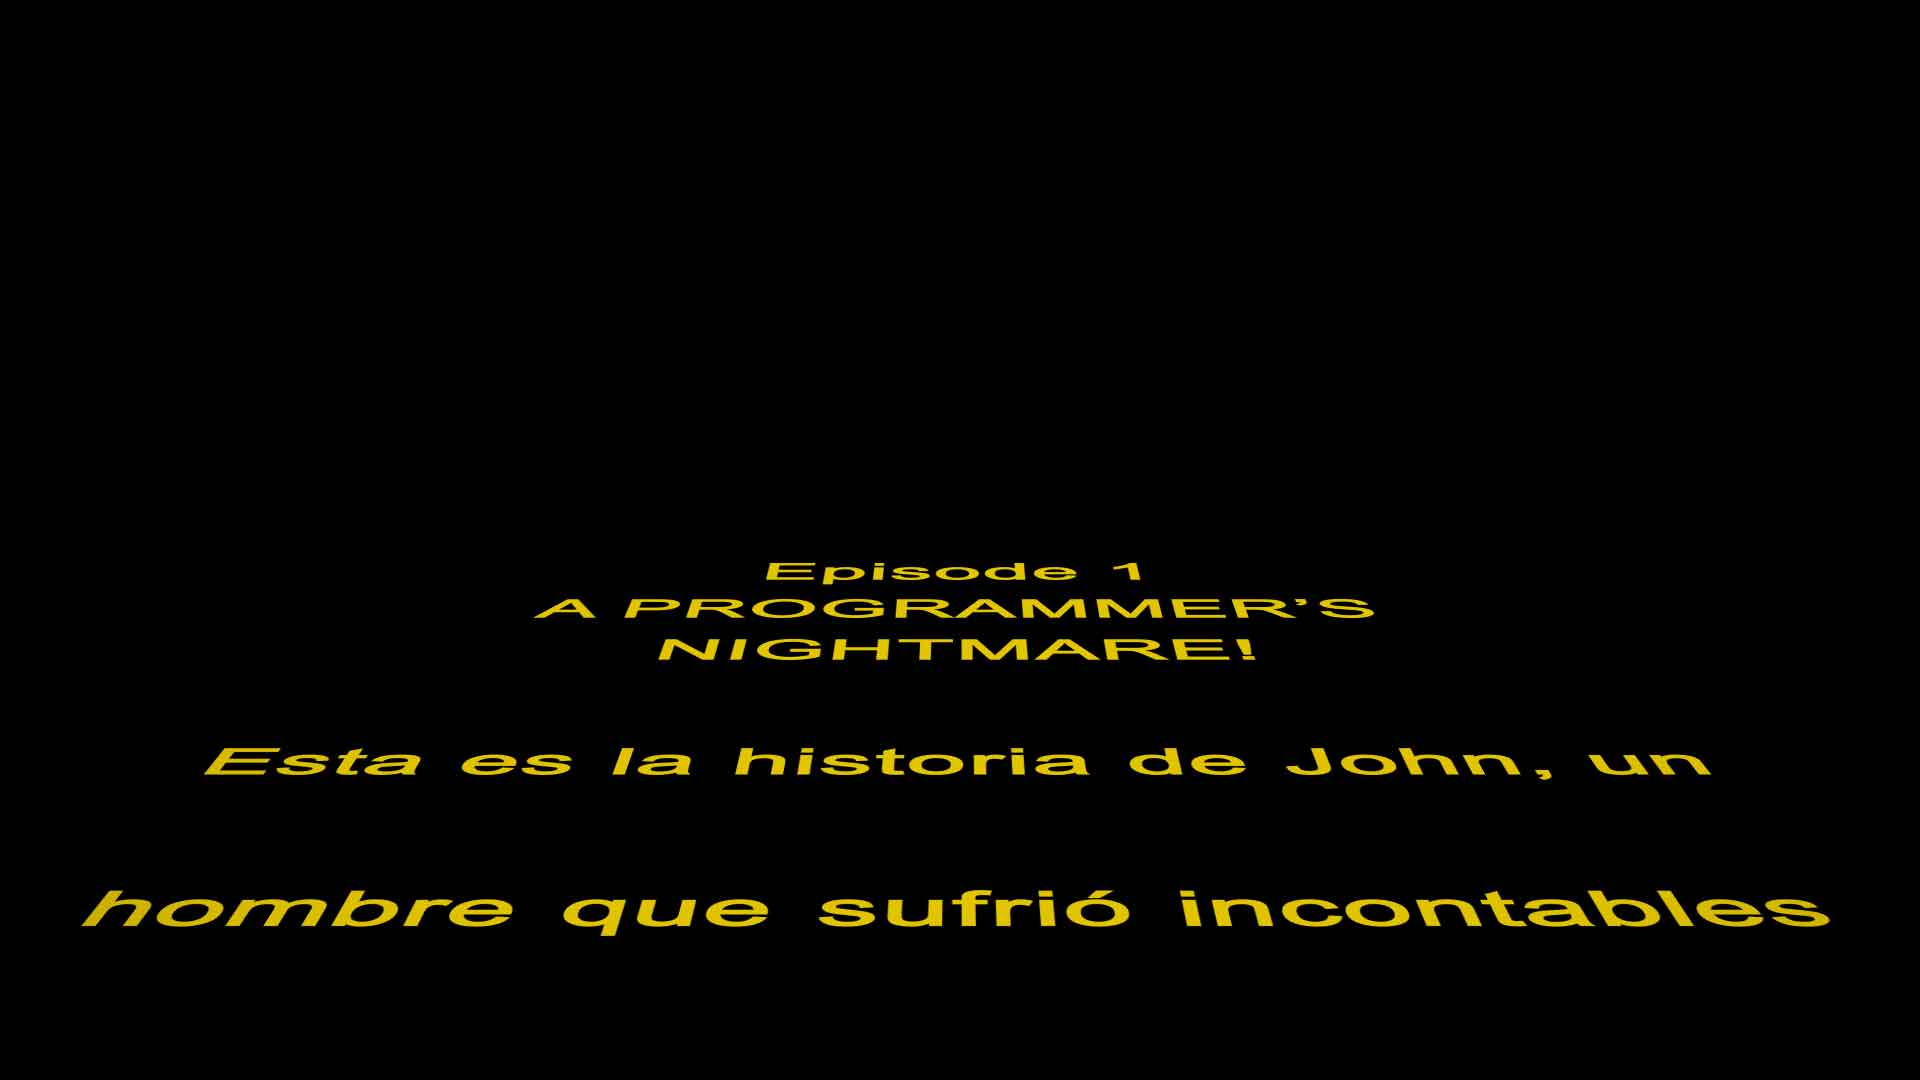 Episode 1
A PROGRAMMER’S
NIGHTMARE!
Esta es la historia de John, un
hombre que sufrió incontables